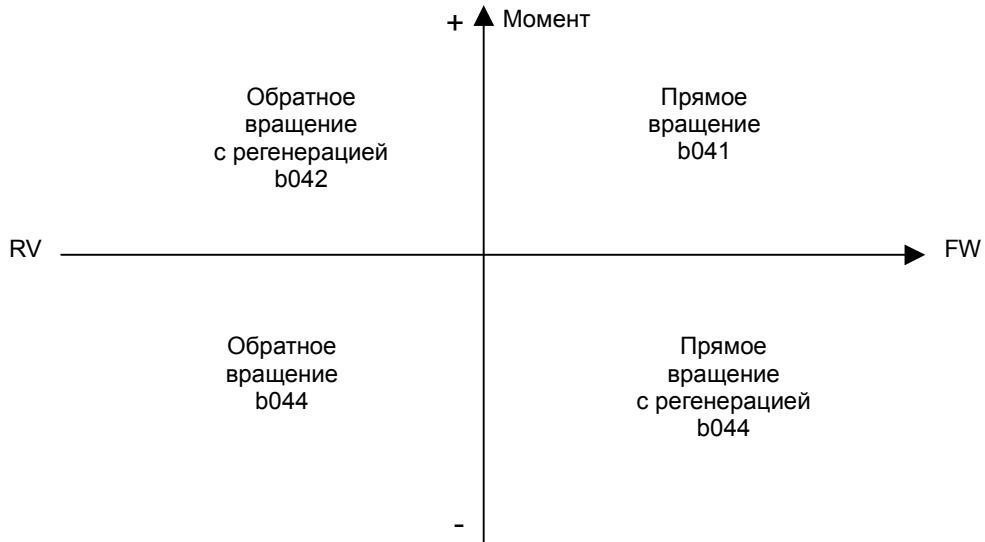 + Момент
Обратное
вращение
с регенерацией
b042
Прямое
вращение
b041
RV
FW
Обратное
вращение
b044
Прямое
вращение
с регенерацией
b044
-